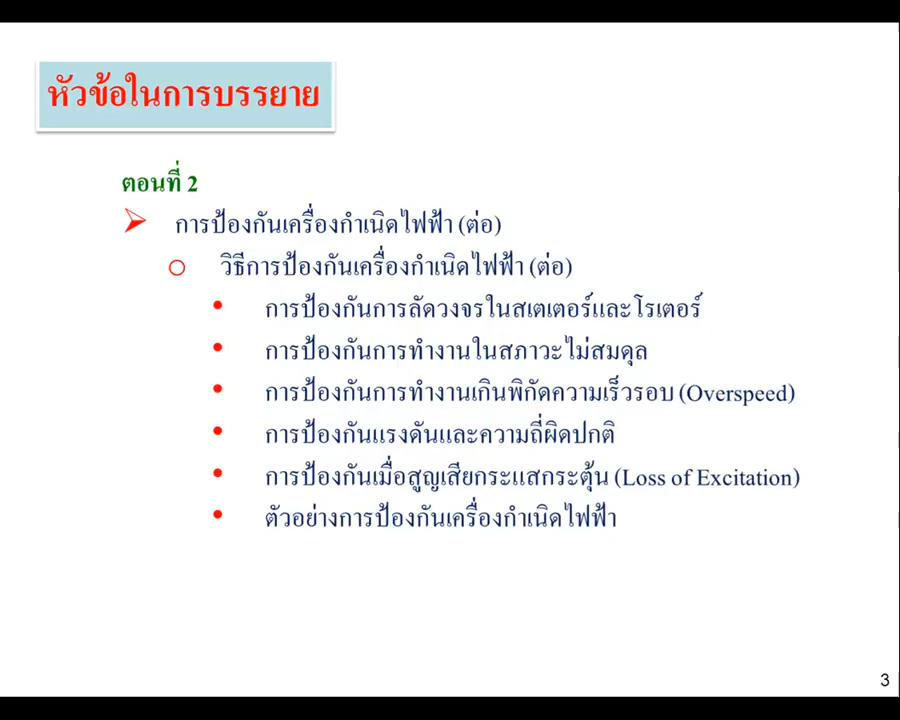 หัวข้อในการบรรยาย
ตอนที่ 2
การป้องกันเครื่องกำเนิดไฟฟ้า (ต่อ)
วิธีการป้องกันเครื่องกำเนิดไฟฟ้า (ต่อ)
การป้องกันการลัดวงจรในสเตเตอร์และโรเตอร์
การป้องกันการทำงานในสภาวะไม่สมดุล
การป้องกันการทำงานเกินพิกัดความเร็วรอบ (Overspeed)
การป้องกันแรงดันและความถี่ผิดปกติ
การป้องกันเมื่อสูญเสียกระแสกระตุ้น (Loss of Excitation)
ตัวอย่างการป้องกันเครื่องกำเนิดไฟฟ้า
3